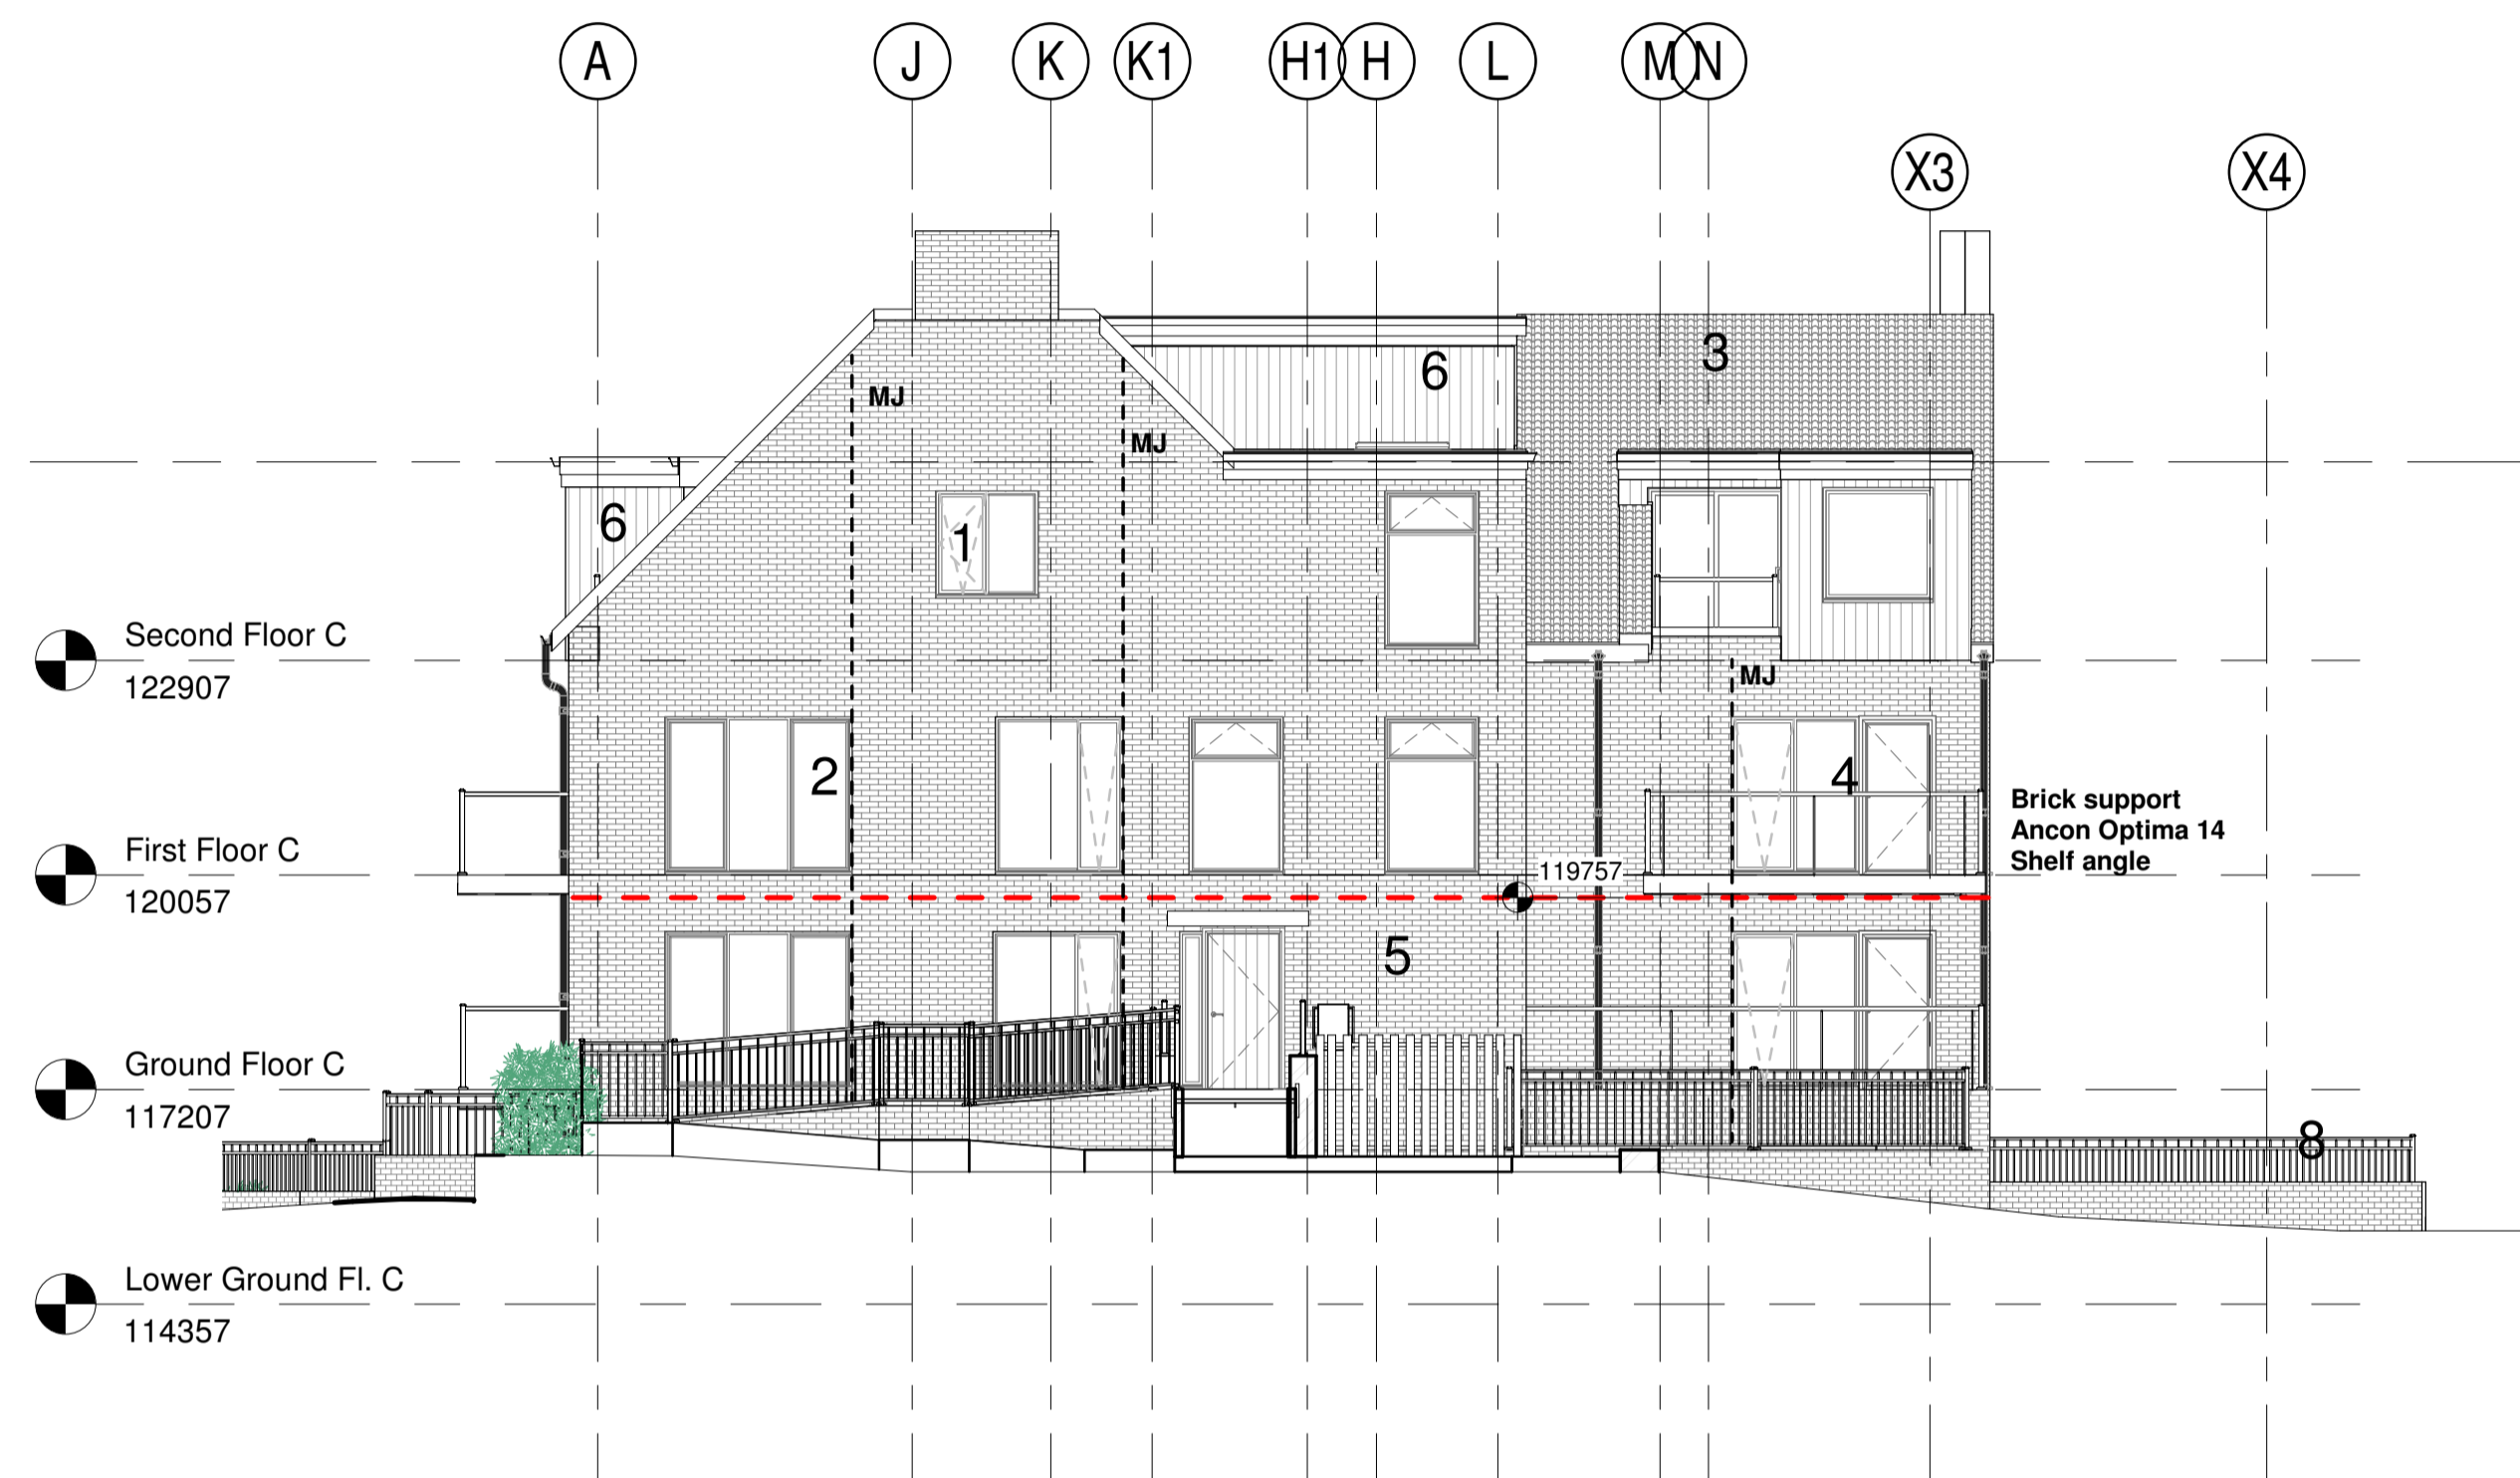 A
J
K
K1
H1
H
L
M
N
X3
X4
3
6
MJ
MJ
6
1
Second Floor C
122907
MJ
2
4
Brick support
Ancon Optima 14
Shelf angle
First Floor C
120057
119757
5
Ground Floor C
117207
8
Lower Ground Fl. C
114357